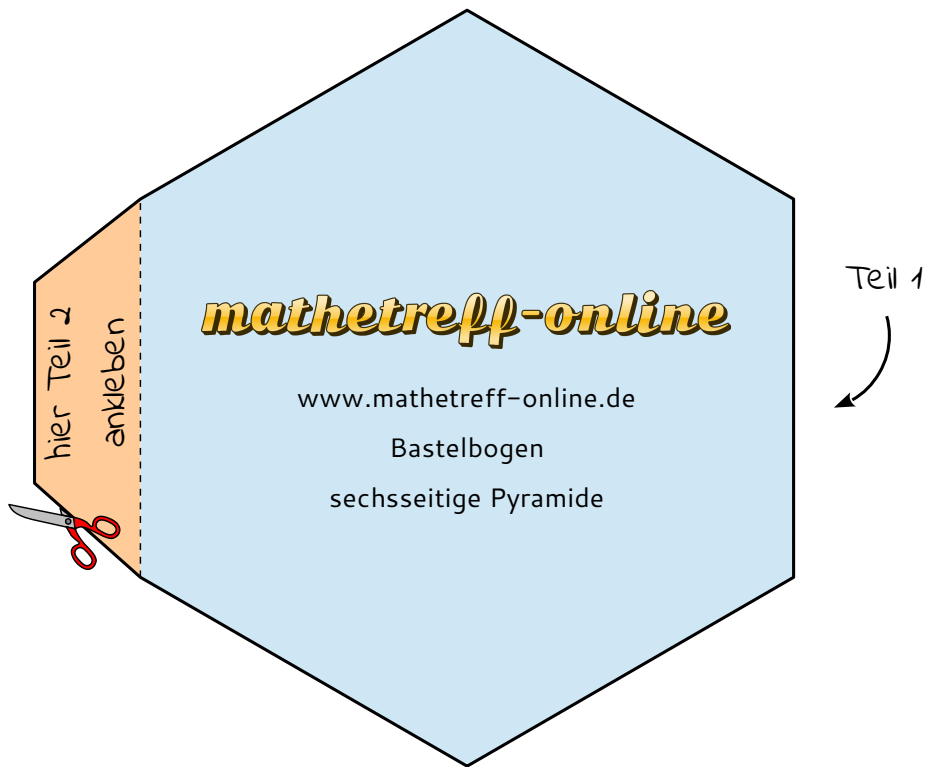 Teil 1
hier Teil 2
ankleben
mathetreff-online
www.mathetreff-online.de
Bastelbogen
sechsseitige Pyramide